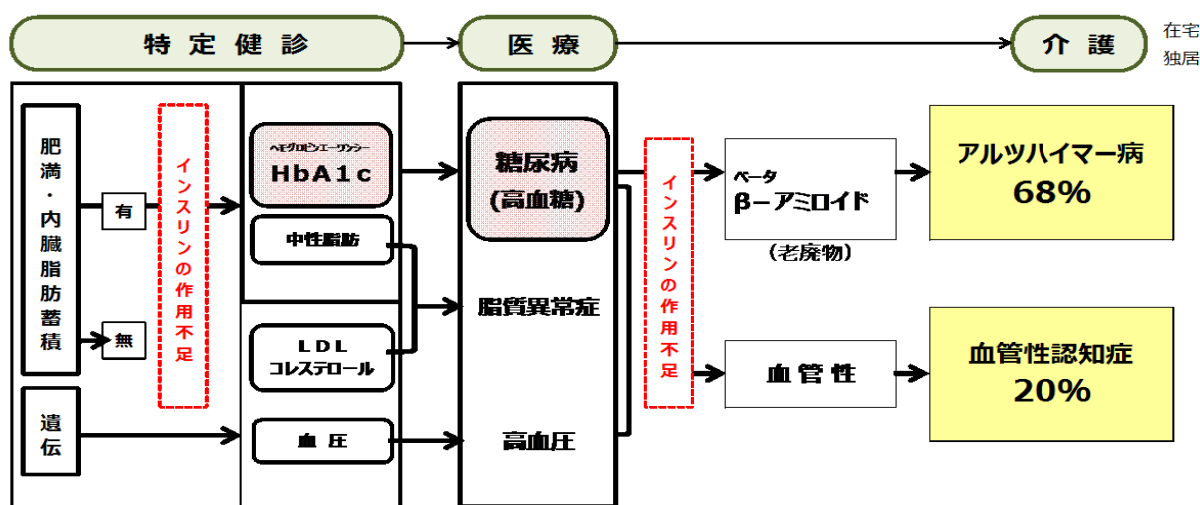 特定健診
医療
介護
在宅
独居
肥満・内臓脂肪蓄積
有
無
遺伝
インスリンの作用不足
ヘモグロビンエーワンシー
HbA1c
中性脂肪
LDL
コレステロール
血圧
糖尿病
(高血糖)
脂質異常症
高血圧
インスリンの作用不足
ベータ
β-アミロイド
(老廃物)
血管性
アルツハイマー病
68%
血管性認知症
20%